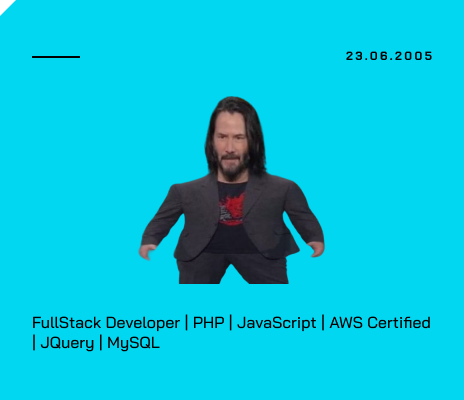 23.06.2005
FullStack Developer | PHP | JavaScript | AWS Certified
| JQuery | MySQL